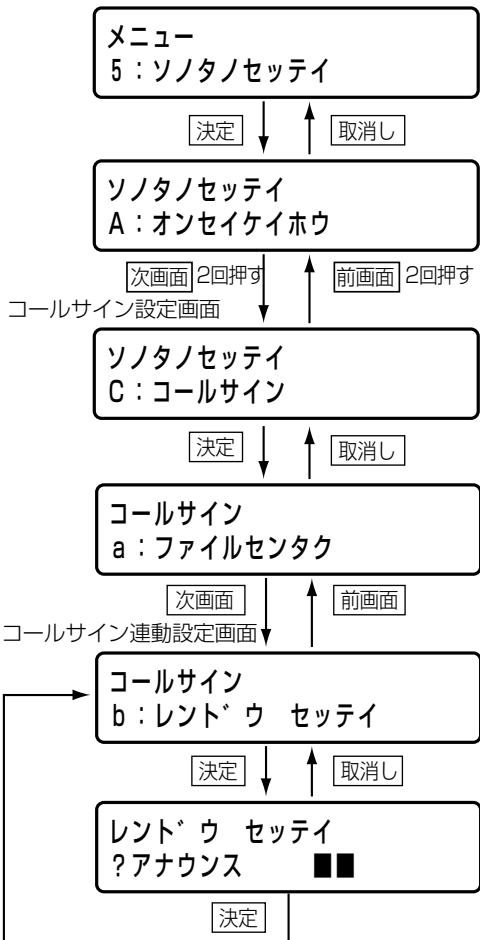 メニュー
5：ソノタノセッテイ
決定 取消し
ソノタノセッテイ
A：オンセイケイホウ
次画面 2回押す 前画面 2回押す
コールサイン設定画面
ソノタノセッテイ
C：コールサイン
決定 取消し
コールサイン
a：ファイルセンタク
次画面 前画面
コールサイン連動設定画面
コールサイン
b：レント゛ウ セッテイ
決定 取消し
レント゛ウ セッテイ
?アナウンス ■■
決定